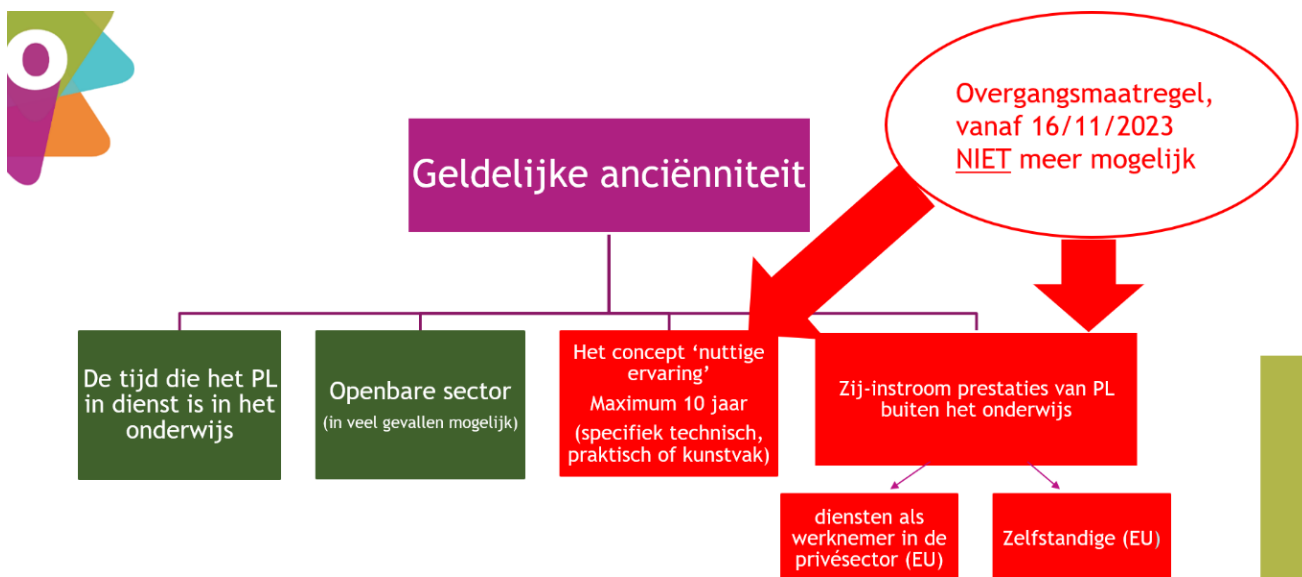 Overgangsmaatregel,
vanaf 16/11/2023
NIET meer mogelijk
Geldelijke anciënniteit
De tijd die het PL
in dienst is in het
onderwijs
Openbare sector
(in veel gevallen mogelijk)
Het concept ‘nuttige
ervaring’
Maximum 10 jaar
(specifiek technisch,
praktisch of kunstvak)
Zij-instroom prestaties van PL
buiten het onderwijs
diensten als
werknemer in de
privésector (EU)
Zelfstandige (EU)